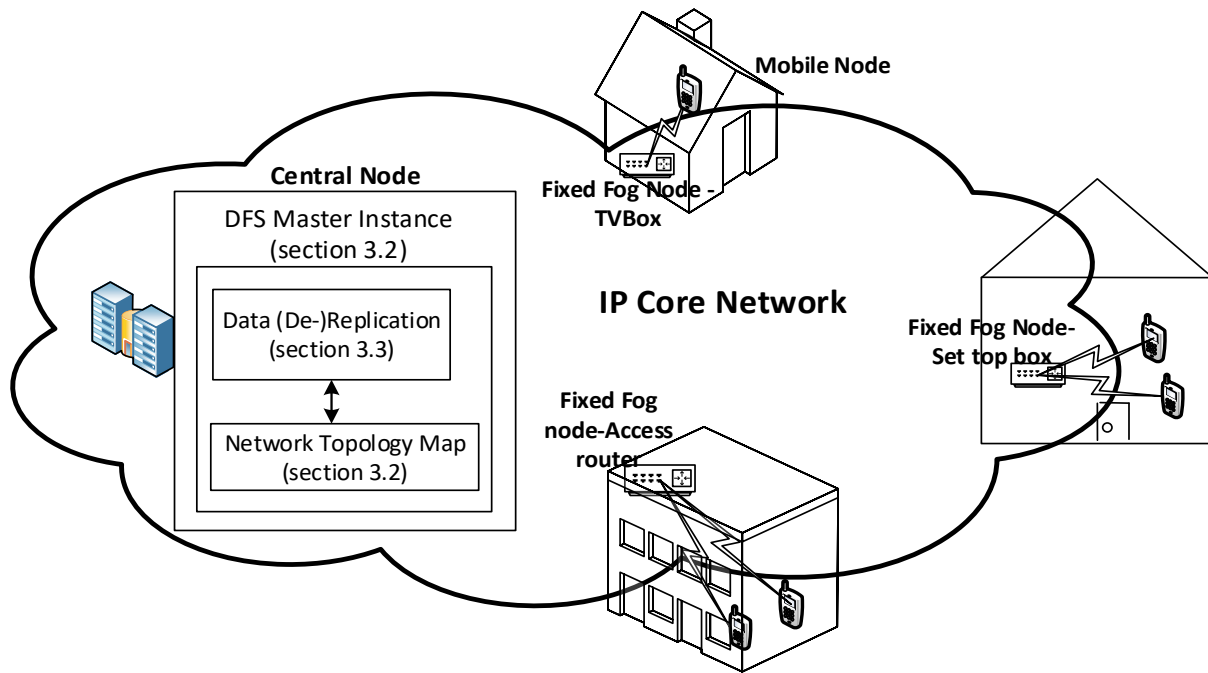 Mobile Node
Central Node
DFS Master Instance
(section 3.2)
Data (De-)Replication
(section 3.3)
Network Topology Map
(section 3.2)
Fixed Fog Node -
TVBox
IP Core Network
Fixed Fog Node-
Set top box
Fixed Fog
node-Access
router